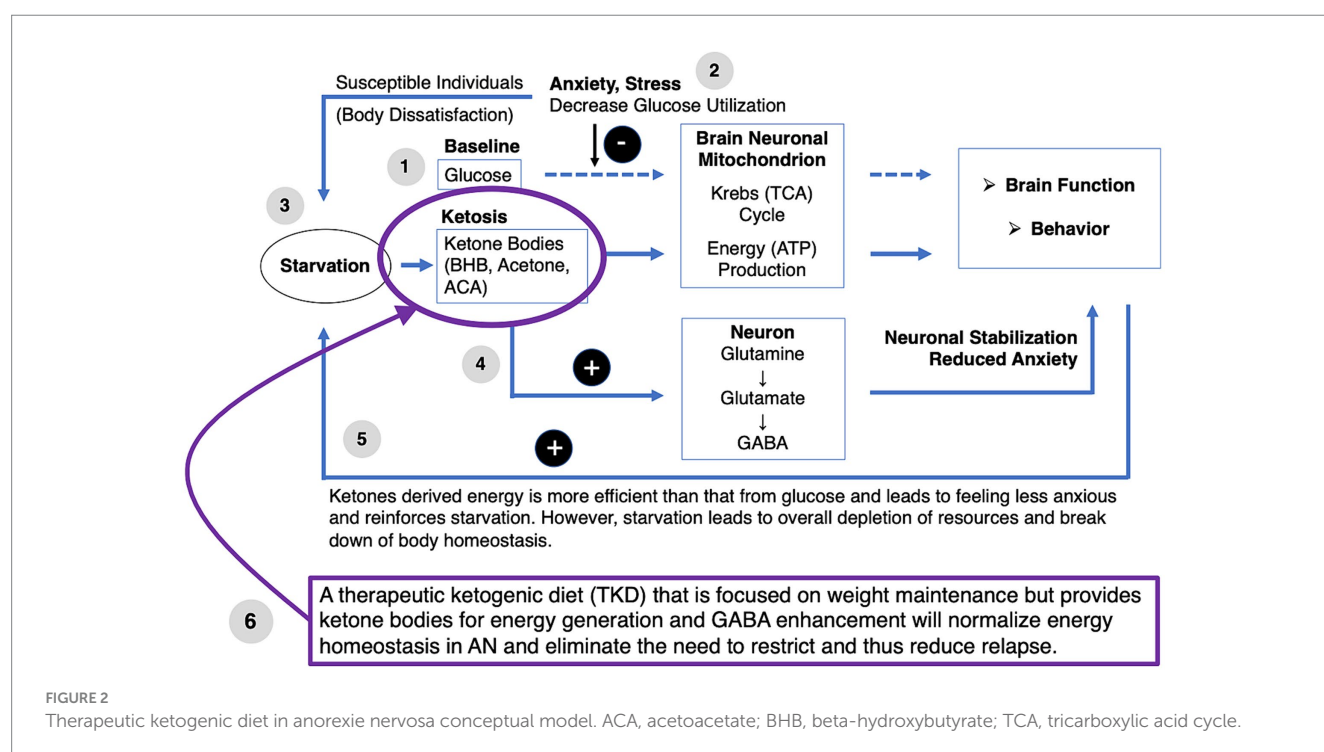 Susceptible Individuals
(Body Dissatisfaction)
Anxiety, Stress
Decrease Glucose Utilization
2
-
Baseline
1
Glucose
3
Starvation
Ketosis
Ketone Bodies
(BHB, Acetone,
ACA)
Brain Neuronal
Mitochondrion
Krebs (TCA)
Cycle
Energy (ATP)
Production
➢ Brain Function
➢ Behavior
4
+
Neuron
Glutamine
↓
Glutamate
↓
GABA
Neuronal Stabilization
Reduced Anxiety
5
+
Ketones derived energy is more efficient than that from glucose and leads to feeling less anxious
and reinforces starvation. However, starvation leads to overall depletion of resources and break
down of body homeostasis.
6
A therapeutic ketogenic diet (TKD) that is focused on weight maintenance but provides
ketone bodies for energy generation and GABA enhancement will normalize energy
homeostasis in AN and eliminate the need to restrict and thus reduce relapse.
FIGURE 2
Therapeutic ketogenic diet in anorexie nervosa conceptual model. ACA, acetoacetate; BHB, beta-hydroxybutyrate; TCA, tricarboxylic acid cycle.